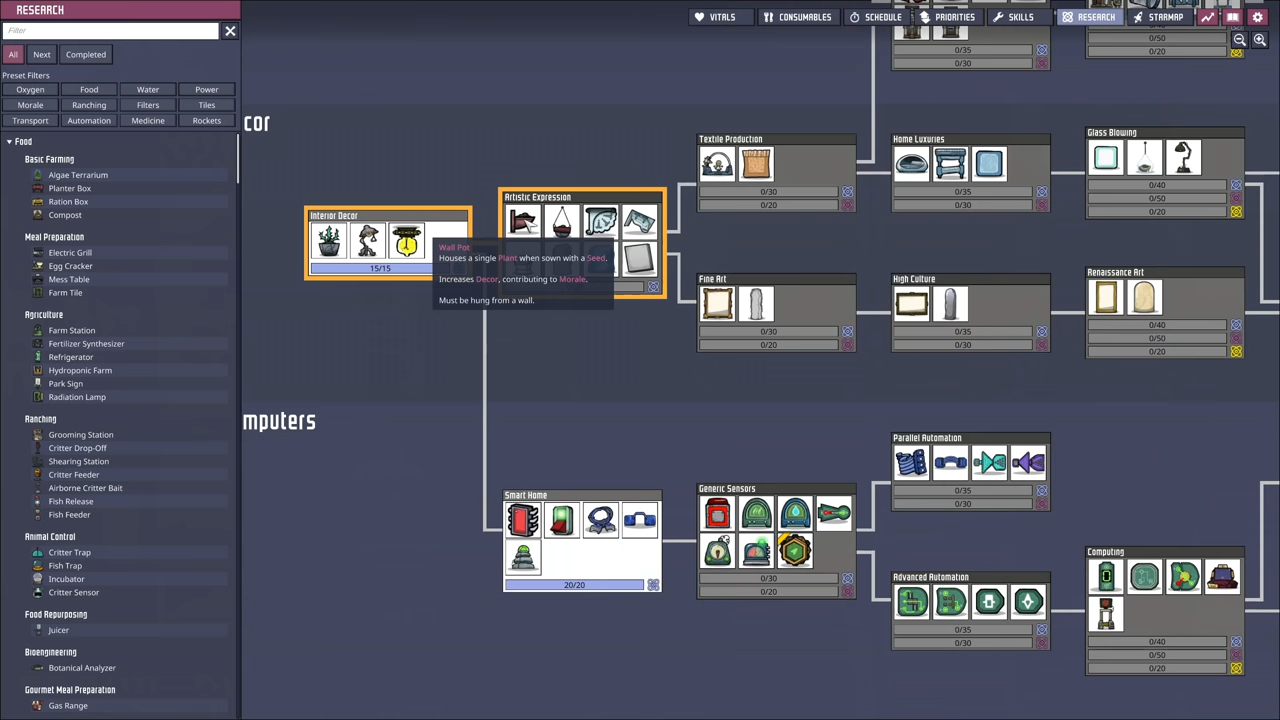 RESEARCH
VITALS
CONSUMABLES
SCHEDULE
PRIORITIES
SKILLS
RESEARCH
STARMAP
Filter
All
Next
Completed
Preset Filters
Oxygen
Food
Water
Power
Morale
Ranching
Filters
Tiles
Transport
Automation
Medicine
Rockets
Food
Basic Farming
Algae Terrarium
Planter Box
Ration Box
Compost
Meal Preparation
Electric Grill
Egg Cracker
Mess Table
Farm Tile
Agriculture
Farm Station
Fertilizer Synthesizer
Refrigerator
Hydroponic Farm
Park Sign
Radiation Lamp
Ranching
Grooming Station
Critter Drop-Off
Shearing Station
Critter Feeder
Airborne Critter Bait
Fish Release
Fish Feeder
Animal Control
Critter Trap
Fish Trap
Incubator
Critter Sensor
Food Repurposing
Juicer
Bioengineering
Botanical Analyzer
Gourmet Meal Preparation
Gas Range
0/35
0/30
0/50
0/20
cor
Interior Decor
15/15
Artistic Expression
Wall Pot
Houses a single Plant when sown with a Seed.
Increases Decor, contributing to Morale.
Must be hung from a wall.
Textile Production
0/30
0/20
Home Luxuries
0/35
0/30
Glass Blowing
0/40
0/50
0/20
Fine Art
0/30
0/20
High Culture
0/35
0/30
Renaissance Art
0/40
0/50
0/20
mputers
Smart Home
20/20
Generic Sensors
0/30
0/20
Parallel Automation
0/35
0/30
Advanced Automation
0/35
0/30
Computing
0/40
0/50
0/20